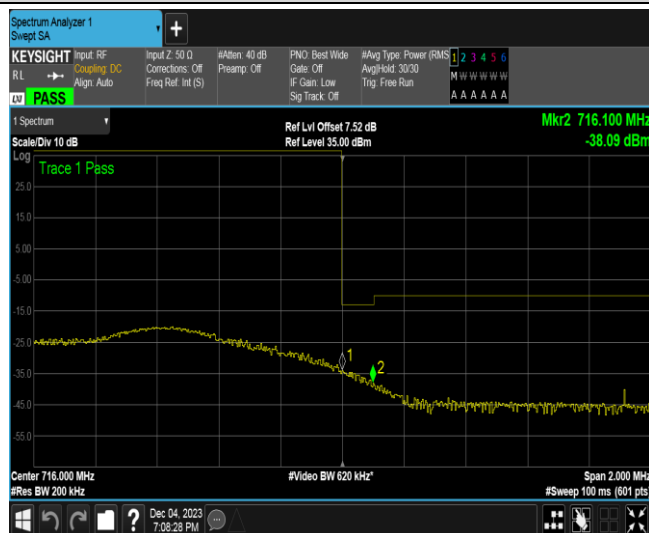 Spectrum Analyzer 1
Swept SA
+
KEYSIGHT
RL
LXI PASS
Input: RF
Coupling: DC
Align: Auto
Input Z: 50 Ω
Corrections: Off
Freq Ref: Int (S)
#Atten: 40 dB
Preamp: Off
PNO: Best Wide
Gate: Off
IF Gain: Low
Sig Track: Off
#Avg Type: Power (RMS
Avg|Hold: 30/30
Trig: Free Run
1 2 3 4 5 6
M W W W W W
A A A A A A
1 Spectrum
Scale/Div 10 dB
Ref Lvl Offset 7.52 dB
Ref Level 35.00 dBm
Mkr2 716.100 MHz
-38.09 dBm
Log
Trace 1 Pass
25.0
15.0
5.00
-5.00
-15.0
-25.0
-35.0
-45.0
-55.0
1
2
Center 716.000 MHz
#Res BW 200 kHz
#Video BW 620 kHz*
Span 2.000 MHz
#Sweep 100 ms (601 pts)
?
Dec 04, 2023
7:08:28 PM